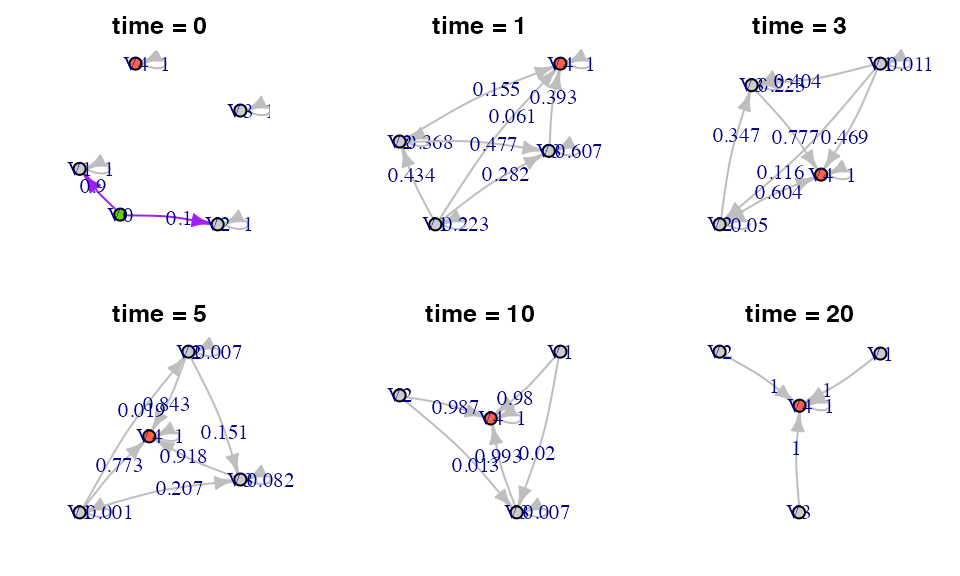 time = 0
V4 1
V3 1
V1 1
0.9
V0
0.1
V2 1
time = 1
V4 1
0.155
0.393
0.061
V2 0.368
0.477
V3 0.607
0.434
0.282
V1 0.223
time = 3
V1 0.011
V3 0.223
0.404
0.347
0.777
0.469
0.116
V4 1
0.604
V2 0.05
time = 5
V2 0.007
0.019
0.843
V4 1
0.151
0.773
0.918
0.207
V3 0.082
V1 0.001
time = 10
V1
V2
0.98
0.987
V4 1
0.013
0.993
0.02
V3 0.007
time = 20
V2
V1
1
1
V4 1
1
V3